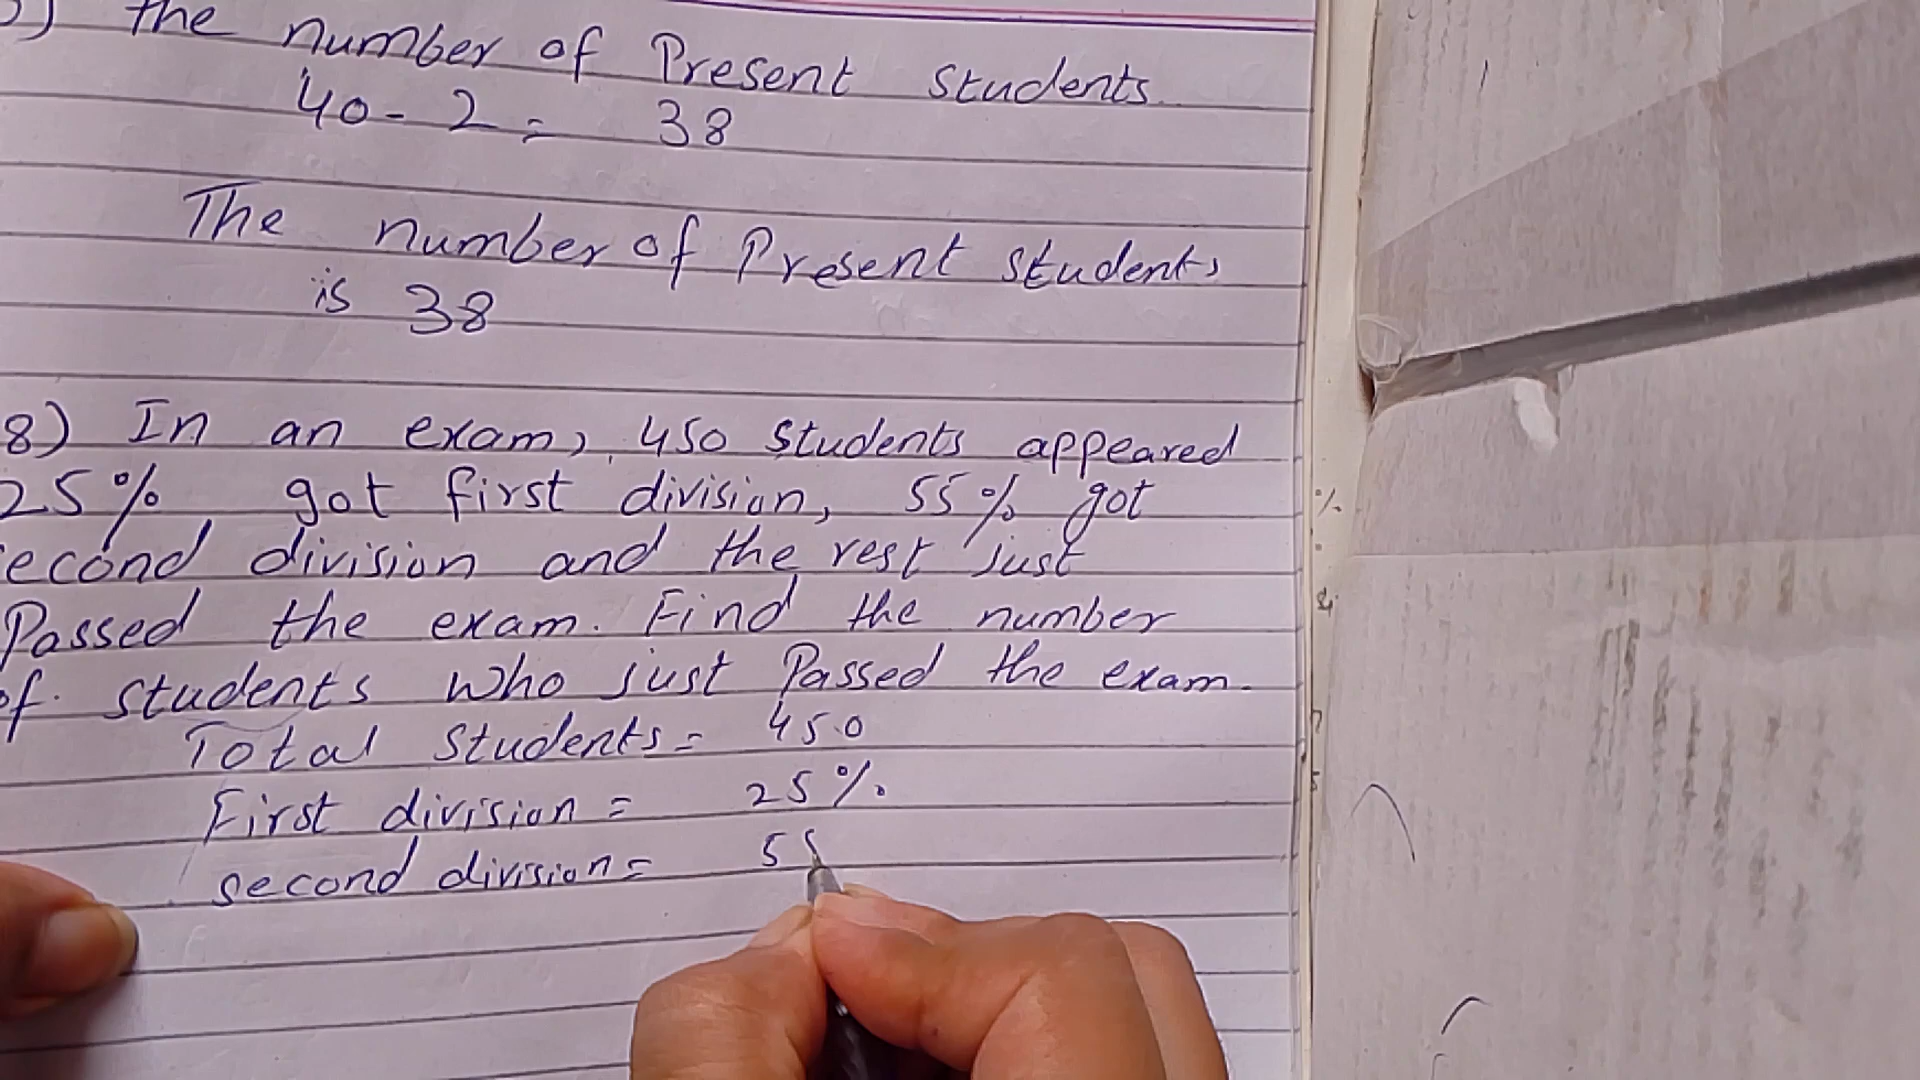 ) the number of Present students
40 - 2 = 38
The number of Present students
is 38
8) In an exam, 450 students appeared
25% got first division, 55% got
econd division and the rest just
Passed the exam. Find the number
of students who just Passed the exam.
Total students = 450
First division = 25%
second division = 55